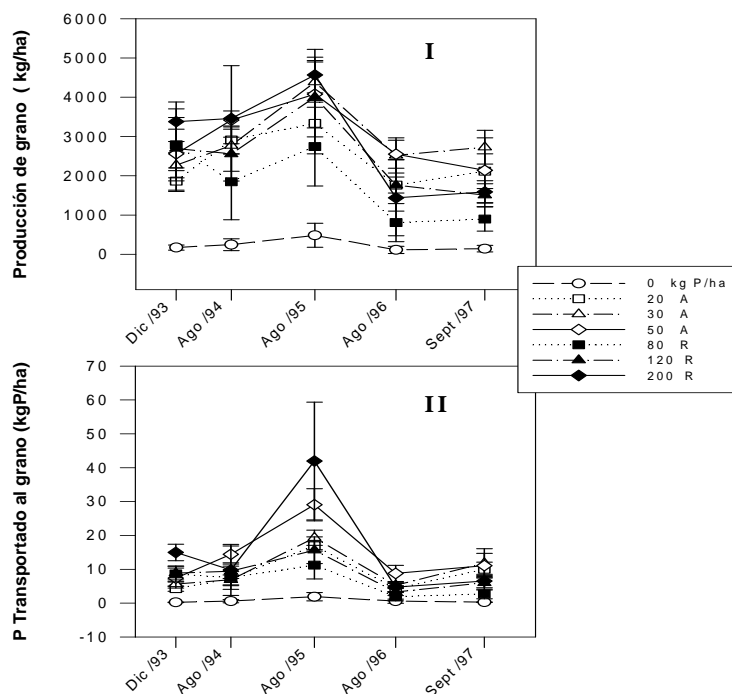 Producción de grano ( kg/ha)
6000
5000
4000
3000
2000
1000
0
I
Dic /93
Ago /94
Ago /95
Ago /96
Sept /97
0 kg P/ha
20 A
30 A
50 A
80 R
120 R
200 R
P Transportado al grano (kgP/ha)
70
60
50
40
30
20
10
0
-10
II
Dic /93
Ago /94
Ago /95
Ago /96
Sept /97